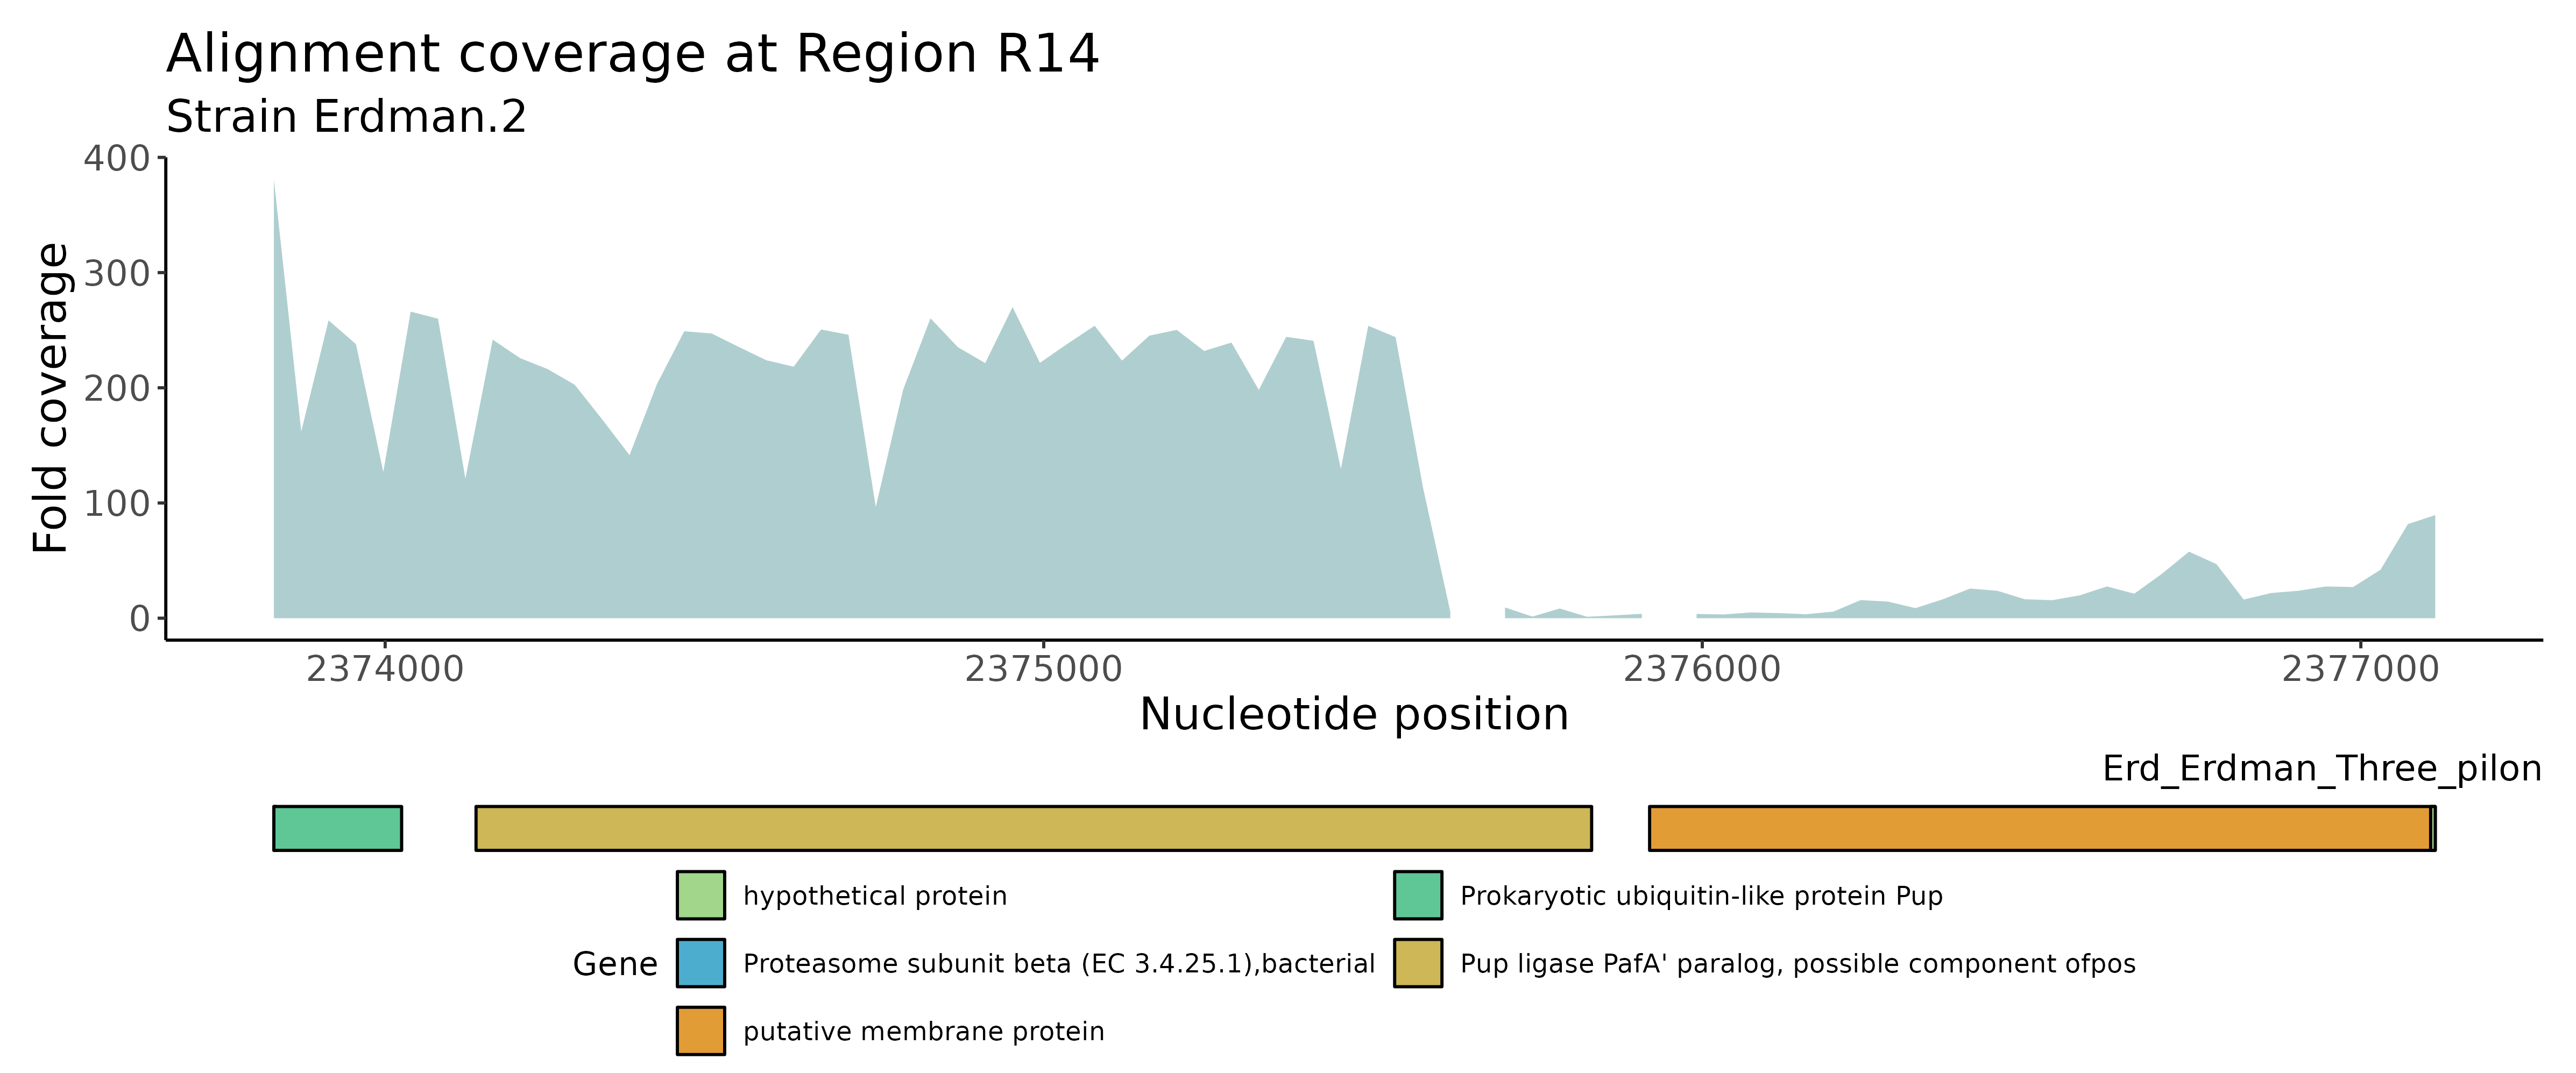 Alignment coverage at Region R14
Strain Erdman.2
400
300
200
100
0
Fold coverage
2374000 2375000 2376000 2377000
Nucleotide position
Erd_Erdman_Three_pilon
Gene
hypothetical protein
Proteasome subunit beta (EC 3.4.25.1),bacterial
putative membrane protein
Prokaryotic ubiquitin-like protein Pup
Pup ligase PafA' paralog, possible component ofpos